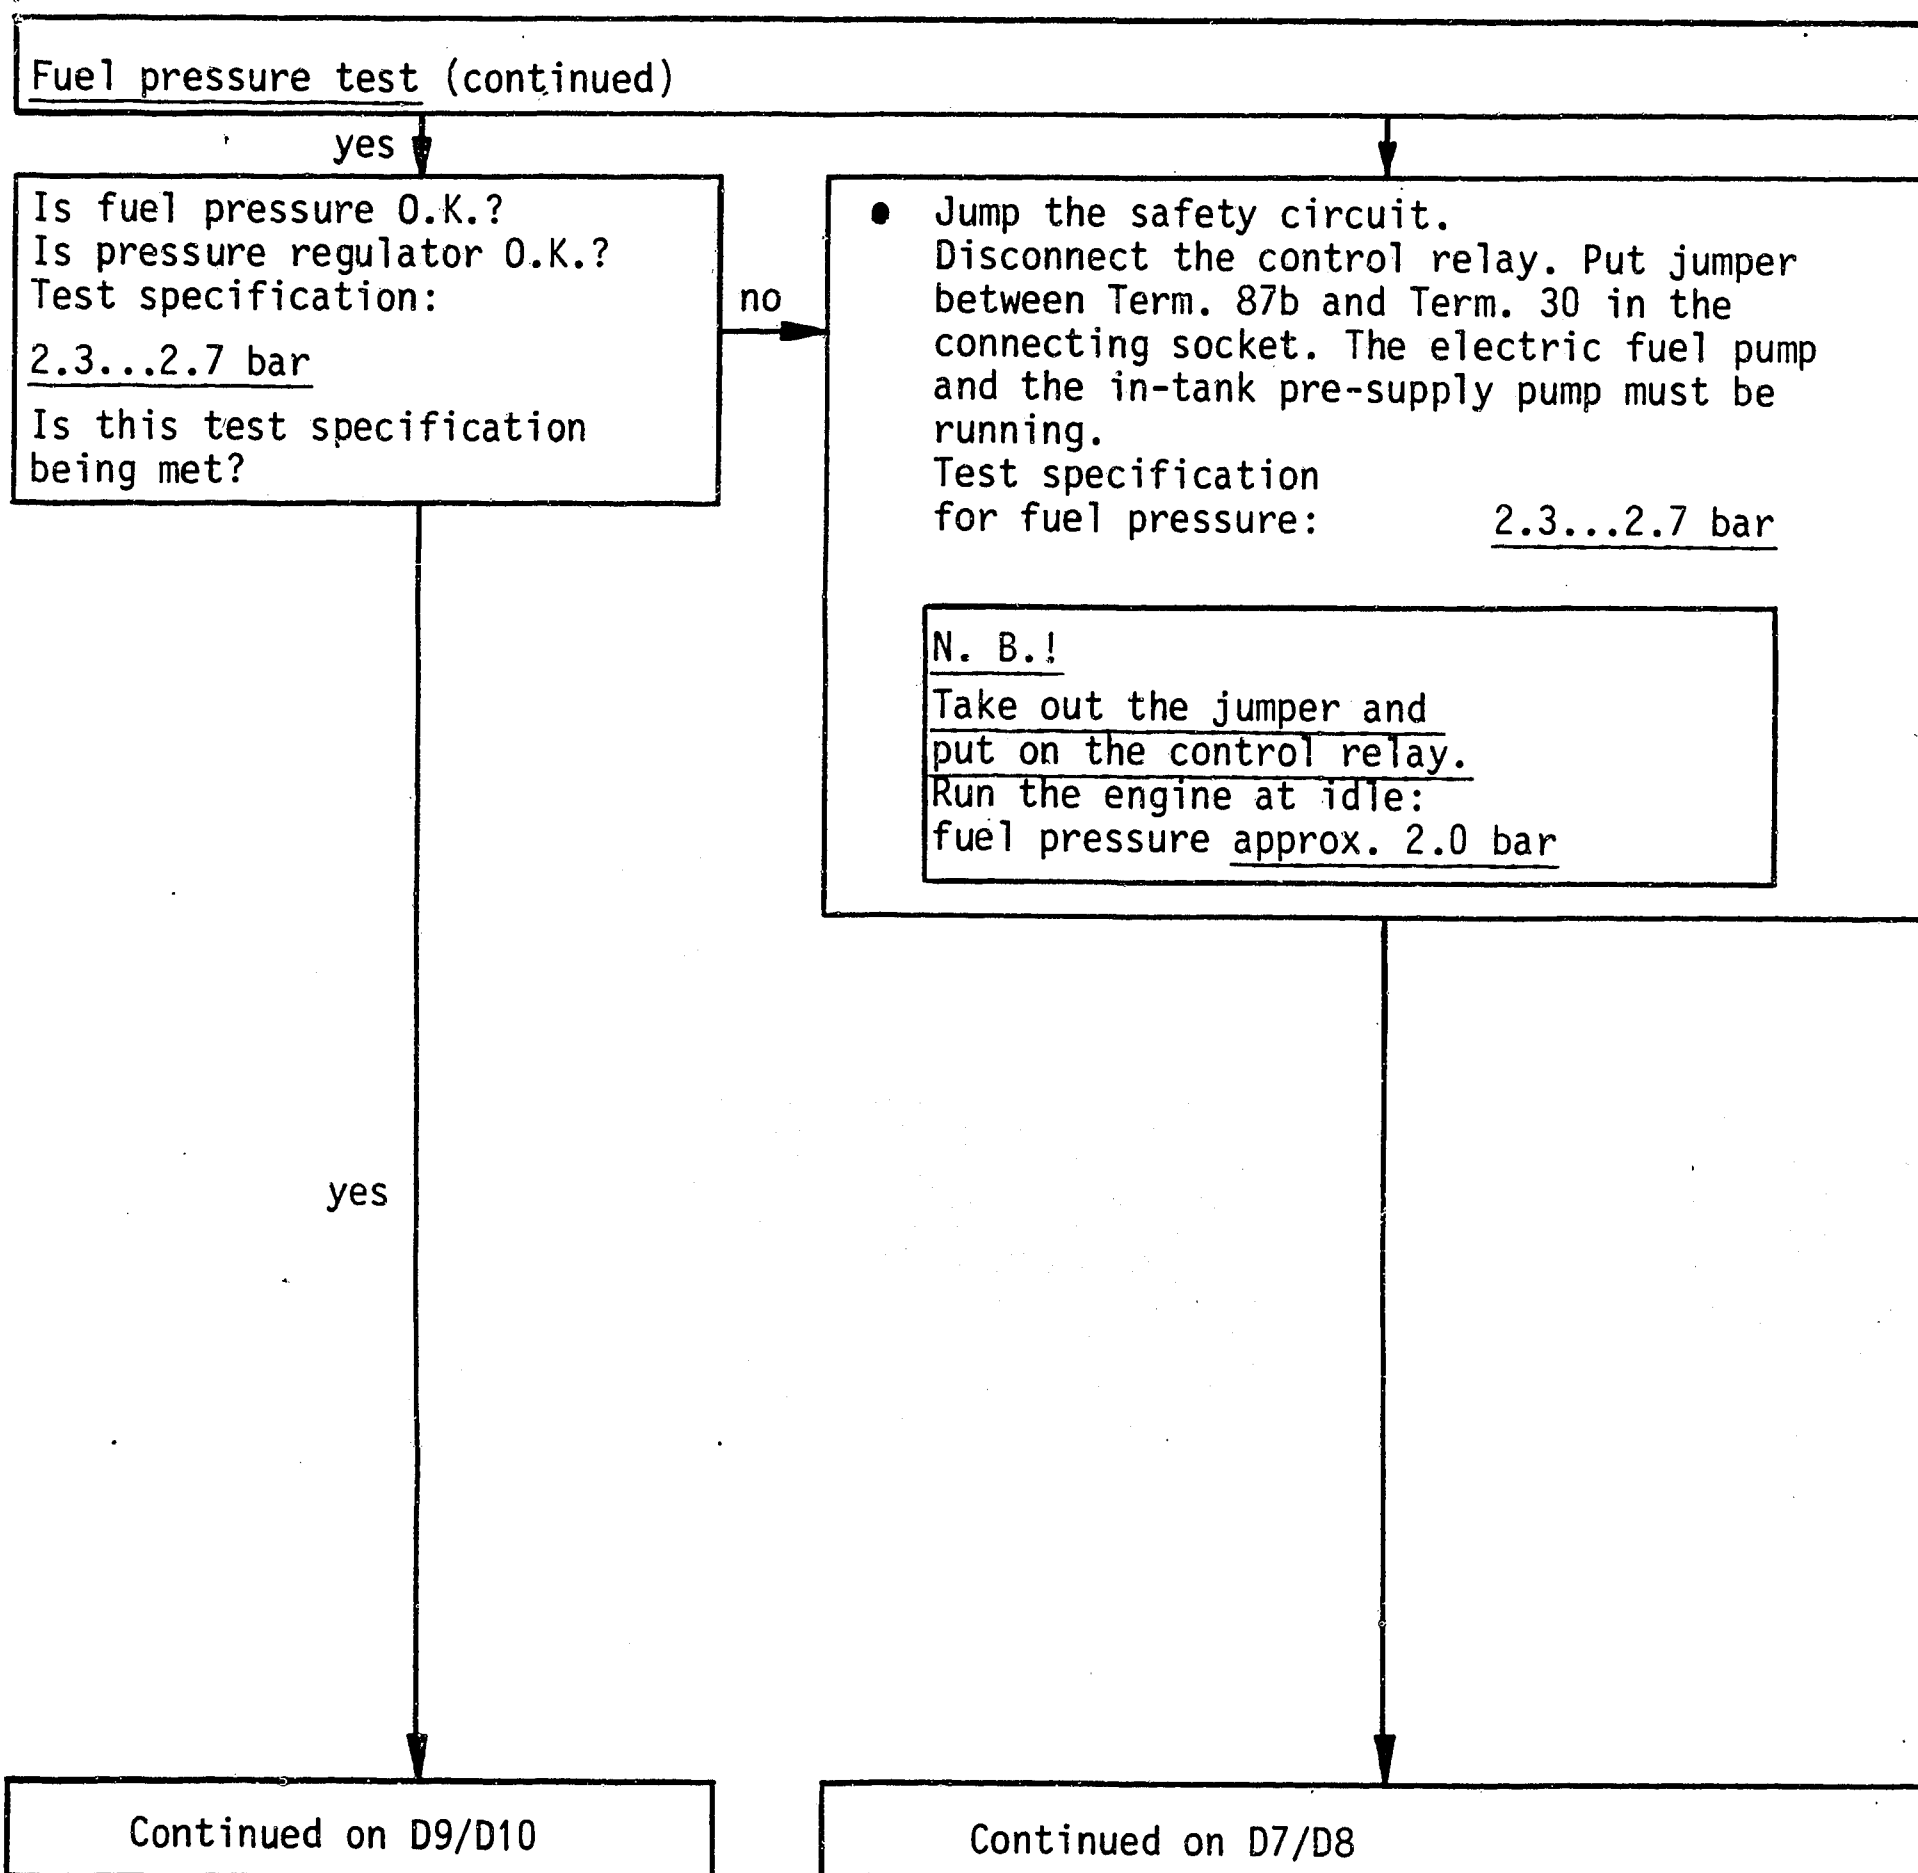 Fuel pressure test (continued)
yes
Is fuel pressure O.K.?
Is pressure regulator O.K.?
Test specification:
2.3...2.7 bar
Is this test specification
being met?
no
● Jump the safety circuit.
Disconnect the control relay. Put jumper
between Term. 87b and Term. 30 in the
connecting socket. The electric fuel pump
and the in-tank pre-supply pump must be
running.
Test specification
for fuel pressure: 2.3...2.7 bar
N. B.!
Take out the jumper and
put on the control relay.
Run the engine at idle:
fuel pressure approx. 2.0 bar
yes
Continued on D9/D10
Continued on D7/D8